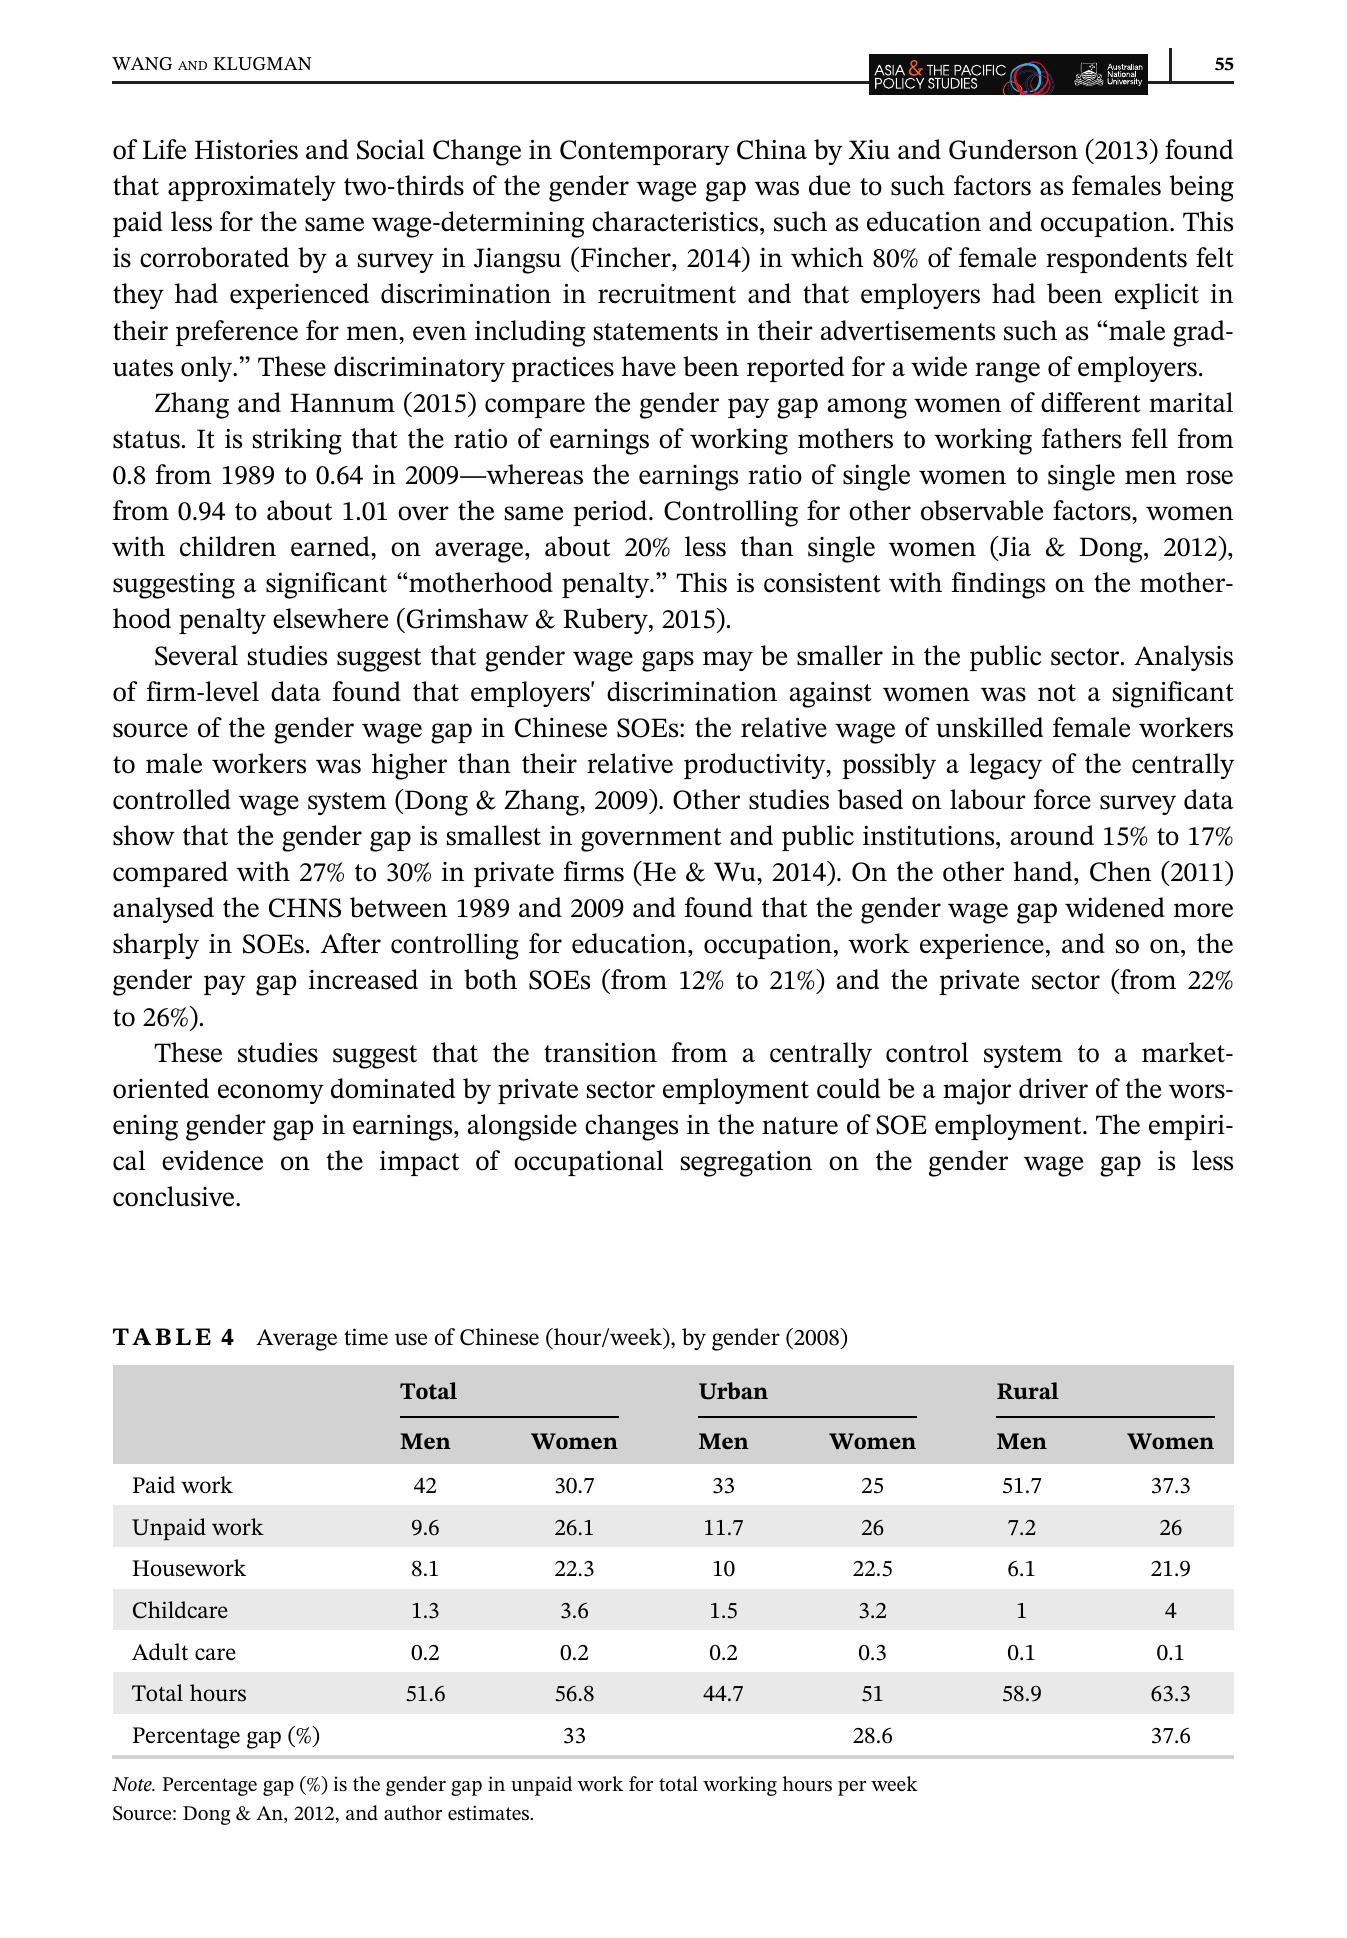 WANG AND KLUGMAN
ASIA & THE PACIFIC
POLICY STUDIES
Australian
National
University
55
of Life Histories and Social Change in Contemporary China by Xiu and Gunderson (2013) found
that approximately two-thirds of the gender wage gap was due to such factors as females being
paid less for the same wage-determining characteristics, such as education and occupation. This
is corroborated by a survey in Jiangsu (Fincher, 2014) in which 80% of female respondents felt
they had experienced discrimination in recruitment and that employers had been explicit in
their preference for men, even including statements in their advertisements such as “male grad-
uates only.” These discriminatory practices have been reported for a wide range of employers.
Zhang and Hannum (2015) compare the gender pay gap among women of different marital
status. It is striking that the ratio of earnings of working mothers to working fathers fell from
0.8 from 1989 to 0.64 in 2009—whereas the earnings ratio of single women to single men rose
from 0.94 to about 1.01 over the same period. Controlling for other observable factors, women
with children earned, on average, about 20% less than single women (Jia & Dong, 2012),
suggesting a significant “motherhood penalty.” This is consistent with findings on the mother-
hood penalty elsewhere (Grimshaw & Rubery, 2015).
Several studies suggest that gender wage gaps may be smaller in the public sector. Analysis
of firm-level data found that employers' discrimination against women was not a significant
source of the gender wage gap in Chinese SOEs: the relative wage of unskilled female workers
to male workers was higher than their relative productivity, possibly a legacy of the centrally
controlled wage system (Dong & Zhang, 2009). Other studies based on labour force survey data
show that the gender gap is smallest in government and public institutions, around 15% to 17%
compared with 27% to 30% in private firms (He & Wu, 2014). On the other hand, Chen (2011)
analysed the CHNS between 1989 and 2009 and found that the gender wage gap widened more
sharply in SOEs. After controlling for education, occupation, work experience, and so on, the
gender pay gap increased in both SOEs (from 12% to 21%) and the private sector (from 22%
to 26%).
These studies suggest that the transition from a centrally control system to a market-
oriented economy dominated by private sector employment could be a major driver of the wors-
ening gender gap in earnings, alongside changes in the nature of SOE employment. The empiri-
cal evidence on the impact of occupational segregation on the gender wage gap is less
conclusive.
TABLE 4 Average time use of Chinese (hour/week), by gender (2008)
Total Urban Rural
Men Women Men Women Men Women
Paid work 42 30.7 33 25 51.7 37.3
Unpaid work 9.6 26.1 11.7 26 7.2 26
Housework 8.1 22.3 10 22.5 6.1 21.9
Childcare 1.3 3.6 1.5 3.2 1 4
Adult care 0.2 0.2 0.2 0.3 0.1 0.1
Total hours 51.6 56.8 44.7 51 58.9 63.3
Percentage gap (%) 33 28.6 37.6
Note. Percentage gap (%) is the gender gap in unpaid work for total working hours per week
Source: Dong & An, 2012, and author estimates.